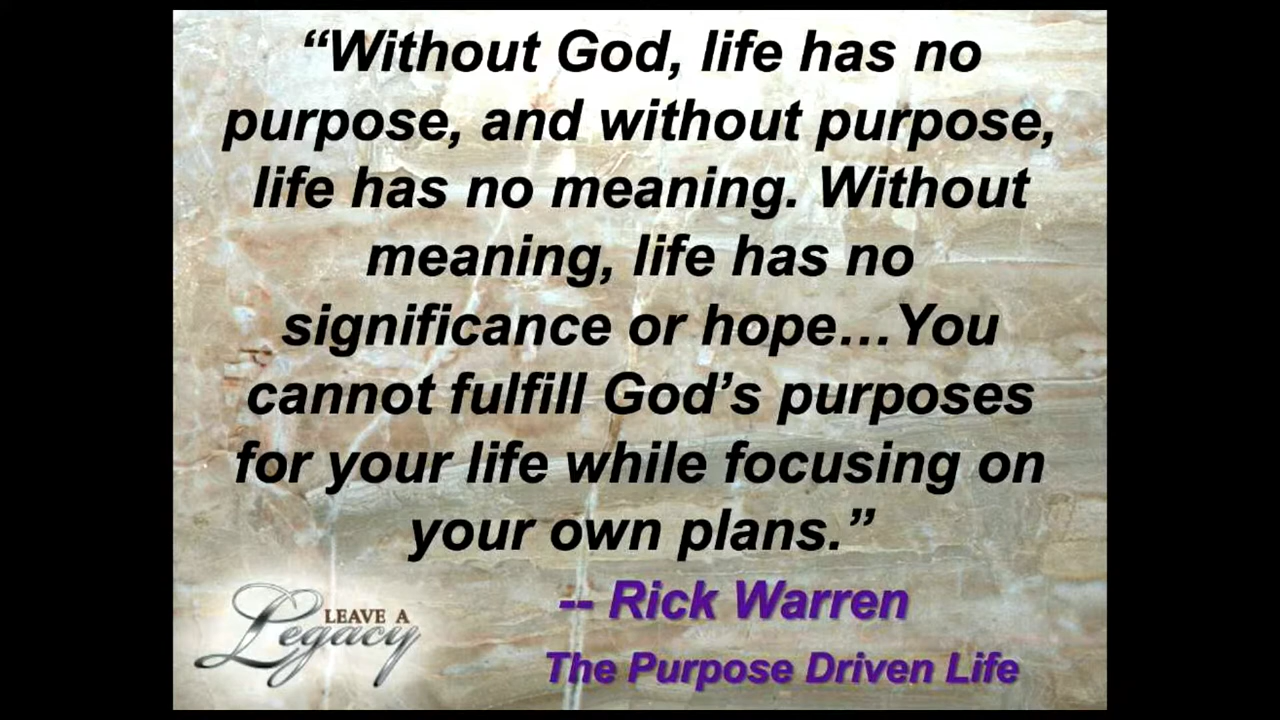 “Without God, life has no
purpose, and without purpose,
life has no meaning. Without
meaning, life has no
significance or hope…You
cannot fulfill God’s purposes
for your life while focusing on
your own plans.”
-- Rick Warren
The Purpose Driven Life
LEAVE A
Legacy